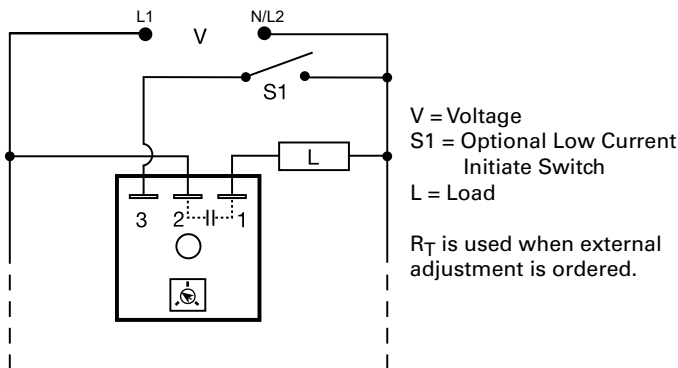 L1
N/L2
V
S1
L
3
2
1
V = Voltage
S1 = Optional Low Current
Initiate Switch
L = Load
RT is used when external
adjustment is ordered.